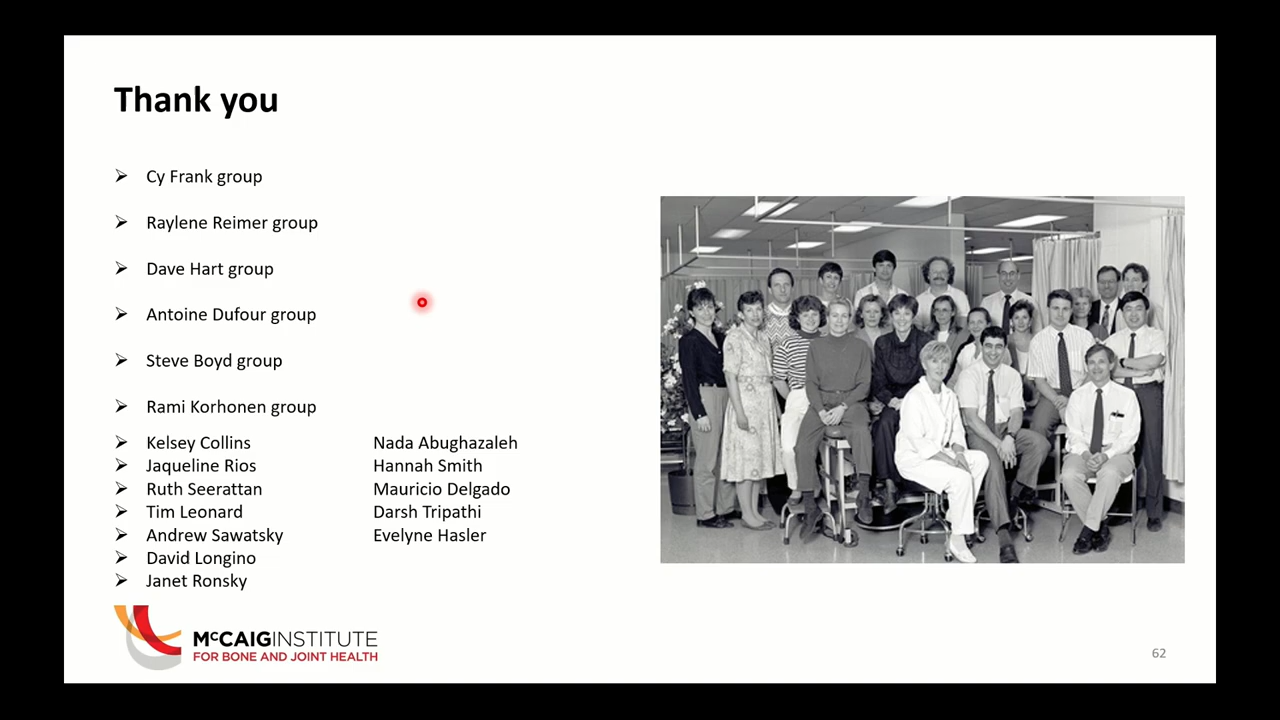 Thank you
Cy Frank group
Raylene Reimer group
Dave Hart group
Antoine Dufour group
Steve Boyd group
Rami Korhonen group
Kelsey Collins
Jaqueline Rios
Ruth Seerattan
Tim Leonard
Andrew Sawatsky
David Longino
Janet Ronsky
Nada Abughazaleh
Hannah Smith
Mauricio Delgado
Darsh Tripathi
Evelyne Hasler
McCAIG INSTITUTE
FOR BONE AND JOINT HEALTH
62